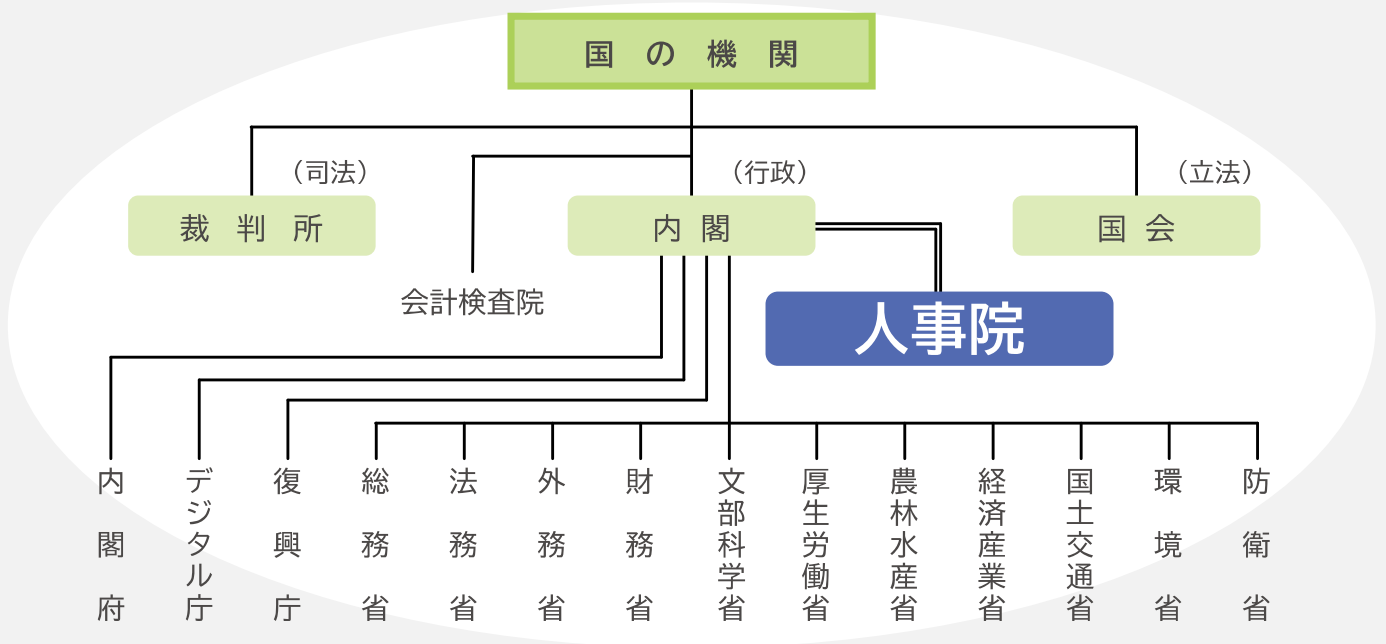 国の機関
（司法）
（行政）
（立法）
裁判所
内閣
国会
会計検査院
人事院
内閣府
デジタル庁
復興庁
総務省
法務省
外務省
財務省
文部科学省
厚生労働省
農林水産省
経済産業省
国土交通省
環境省
防衛省